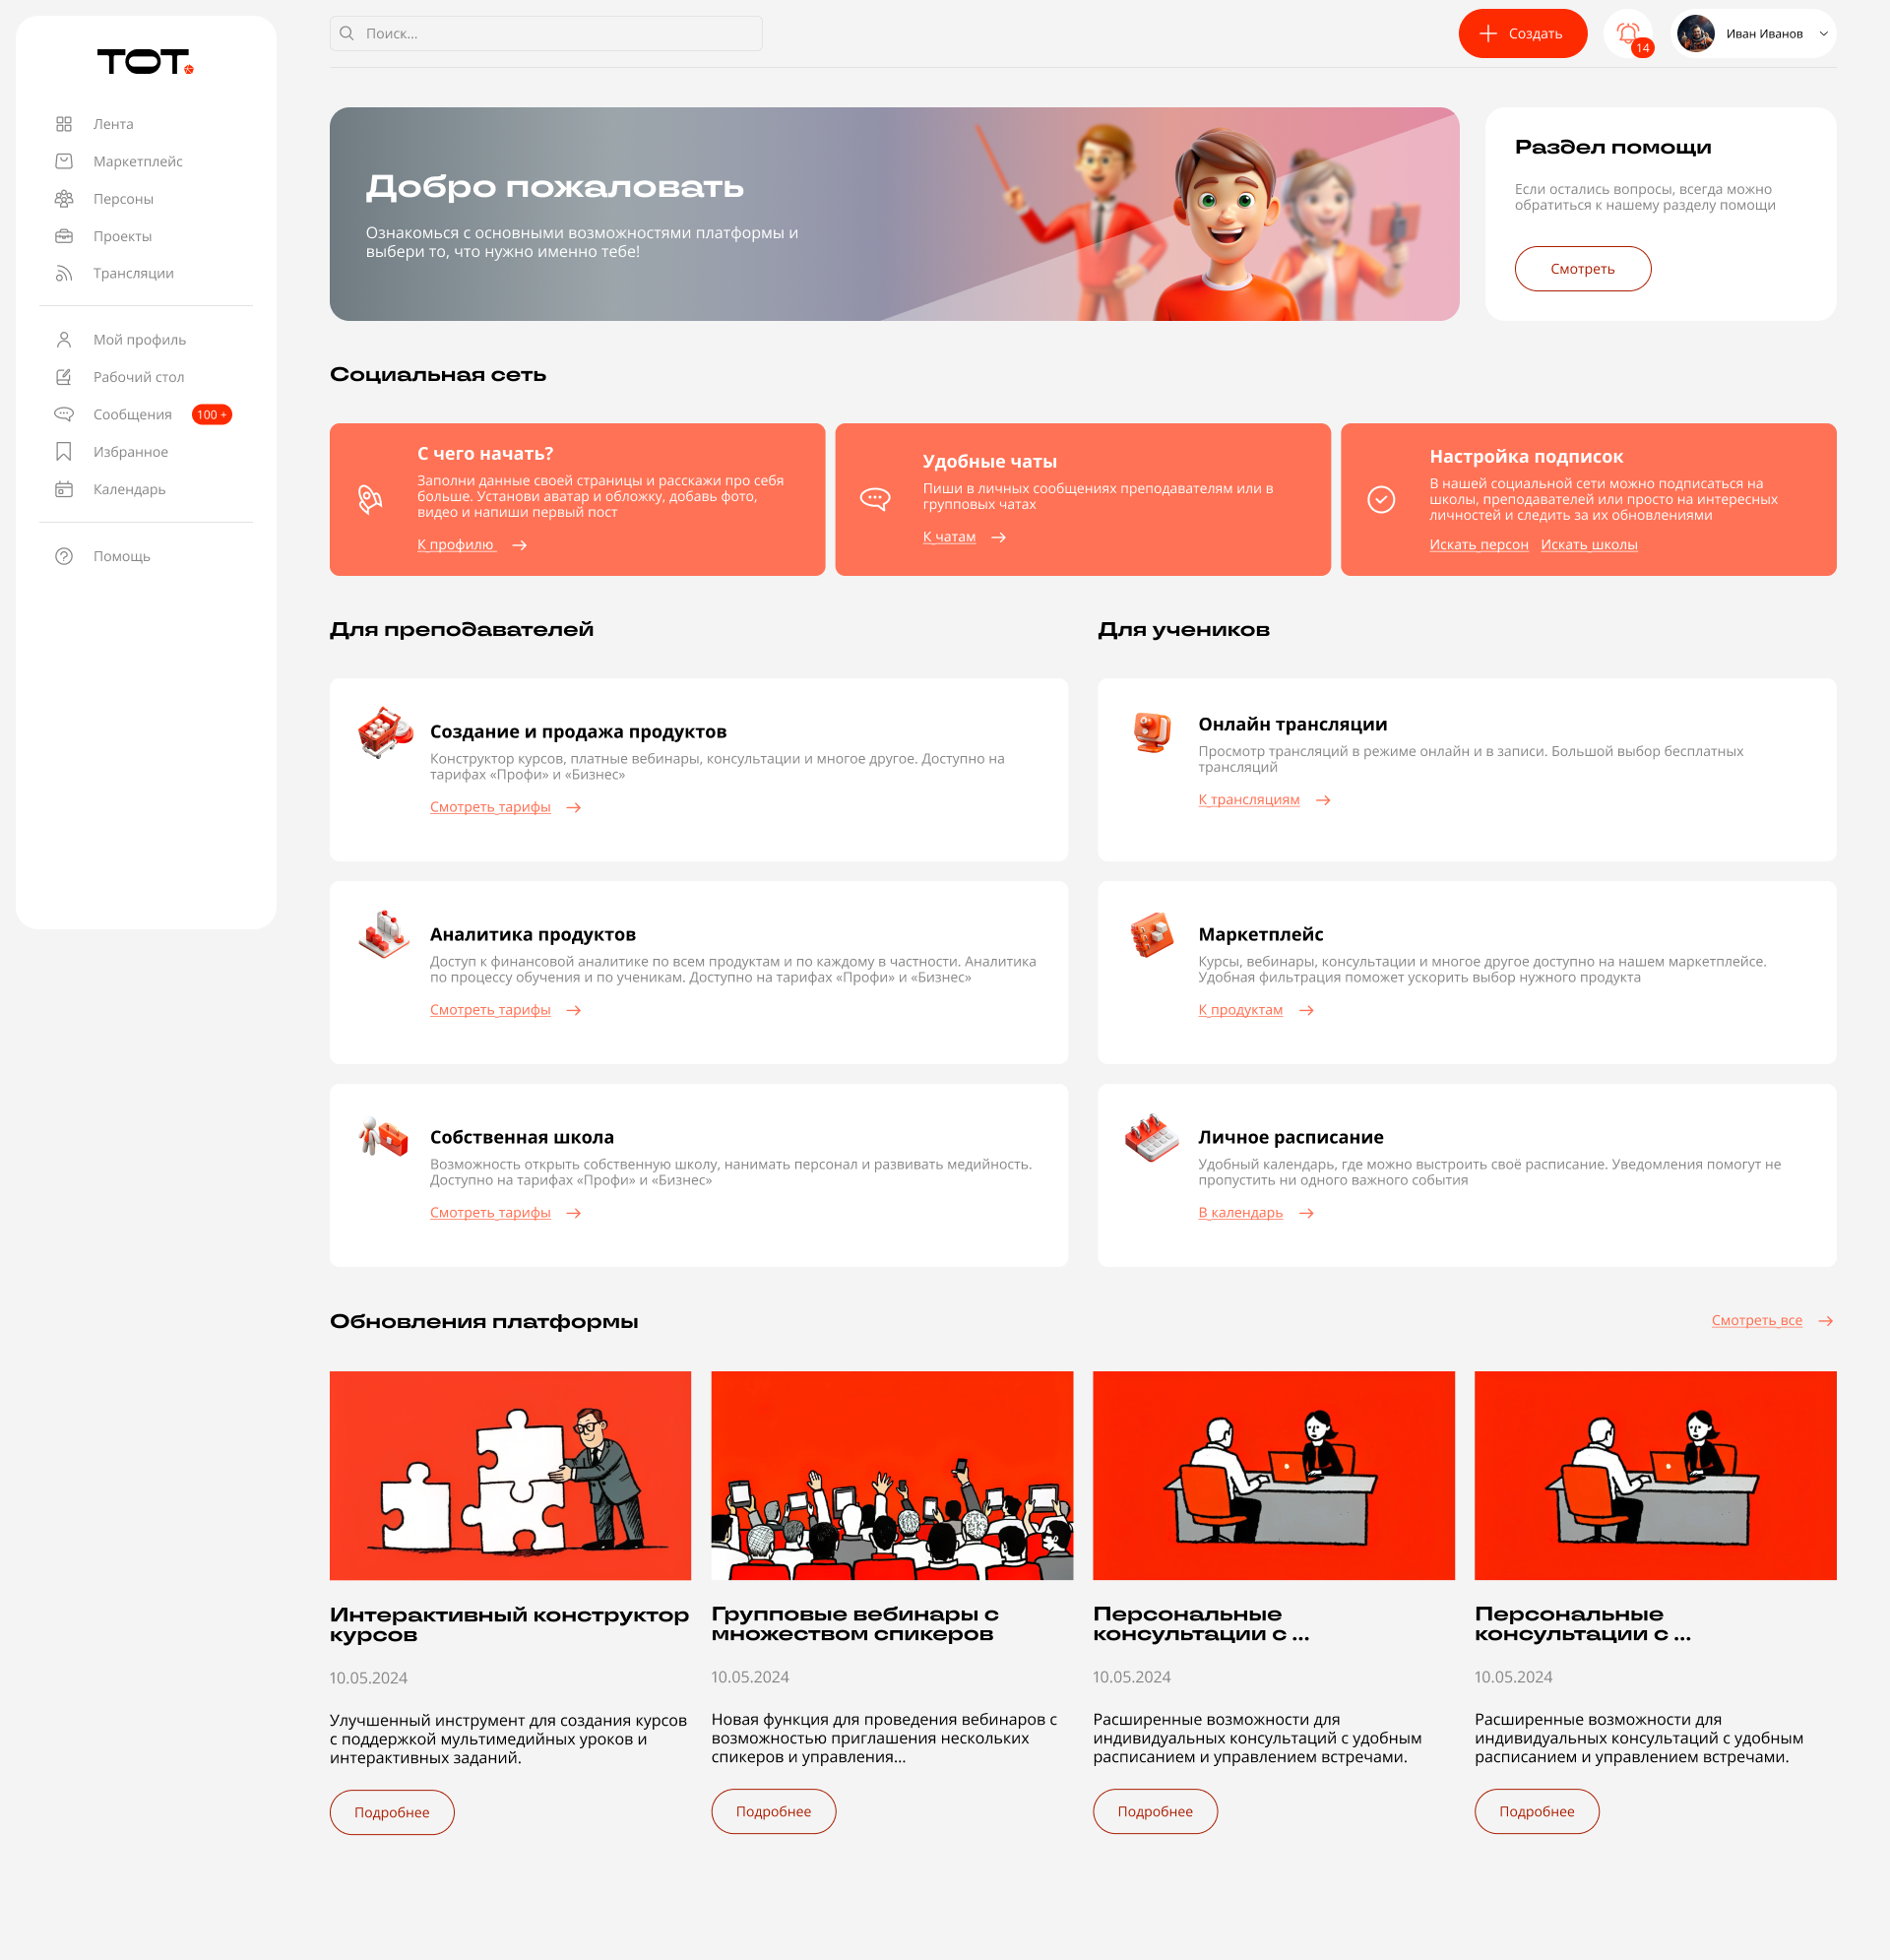 ТОТ.
Лента
Маркетплейс
Персоны
Проекты
Трансляции
Мой профиль
Рабочий стол
Сообщения 100 +
Избранное
Календарь
Помощь
Поиск...
Создать
14
Иван Иванов
Добро пожаловать
Ознакомься с основными возможностями платформы и
выбери то, что нужно именно тебе!
Раздел помощи
Если остались вопросы, всегда можно
обратиться к нашему разделу помощи
Смотреть
Социальная сеть
С чего начать?
Заполни данные своей страницы и расскажи про себя
больше. Установи аватар и обложку, добавь фото,
видео и напиши первый пост
К профилю
Удобные чаты
Пиши в личных сообщениях преподавателям или в
групповых чатах
К чатам
Настройка подписок
В нашей социальной сети можно подписаться на
школы, преподавателей или просто на интересных
личностей и следить за их обновлениями
Искать персон Искать школы
Для преподавателей
Создание и продажа продуктов
Конструктор курсов, платные вебинары, консультации и многое другое. Доступно на
тарифах «Профи» и «Бизнес»
Смотреть тарифы
Аналитика продуктов
Доступ к финансовой аналитике по всем продуктам и по каждому в частности. Аналитика
по процессу обучения и по ученикам. Доступно на тарифах «Профи» и «Бизнес»
Смотреть тарифы
Собственная школа
Возможность открыть собственную школу, нанимать персонал и развивать медийность.
Доступно на тарифах «Профи» и «Бизнес»
Смотреть тарифы
Для учеников
Онлайн трансляции
Просмотр трансляций в режиме онлайн и в записи. Большой выбор бесплатных
трансляций
К трансляциям
Маркетплейс
Курсы, вебинары, консультации и многое другое доступно на нашем маркетплейсе.
Удобная фильтрация поможет ускорить выбор нужного продукта
К продуктам
Личное расписание
Удобный календарь, где можно выстроить своё расписание. Уведомления помогут не
пропустить ни одного важного события
В календарь
Обновления платформы
Смотреть все
Интерактивный конструктор
курсов
10.05.2024
Улучшенный инструмент для создания курсов
с поддержкой мультимедийных уроков и
интерактивных заданий.
Подробнее
Групповые вебинары с
множеством спикеров
10.05.2024
Новая функция для проведения вебинаров с
возможностью приглашения нескольких
спикеров и управления...
Подробнее
Персональные
консультации с ...
10.05.2024
Расширенные возможности для
индивидуальных консультаций с удобным
расписанием и управлением встречами.
Подробнее
Персональные
консультации с ...
10.05.2024
Расширенные возможности для
индивидуальных консультаций с удобным
расписанием и управлением встречами.
Подробнее